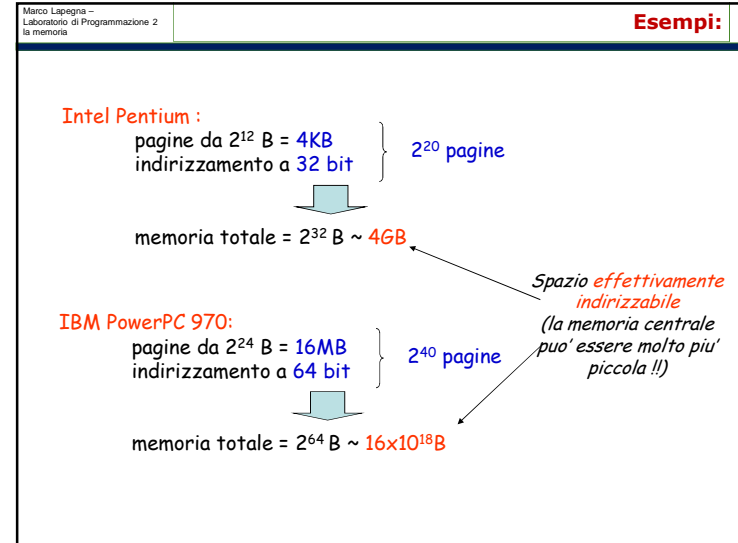 Marco Lapegna –
Laboratorio di Programmazione 2
la memoria
Esempi:
Intel Pentium :
pagine da 2¹² B = 4KB
indirizzamento a 32 bit
2²⁰ pagine
memoria totale = 2³² B ~ 4GB
Spazio effettivamente
indirizzabile
(la memoria centrale
puo' essere molto piu'
piccola !!)
IBM PowerPC 970:
pagine da 2²⁴ B = 16MB
indirizzamento a 64 bit
2⁴⁰ pagine
memoria totale = 2⁶⁴ B ~ 16x10¹⁸B